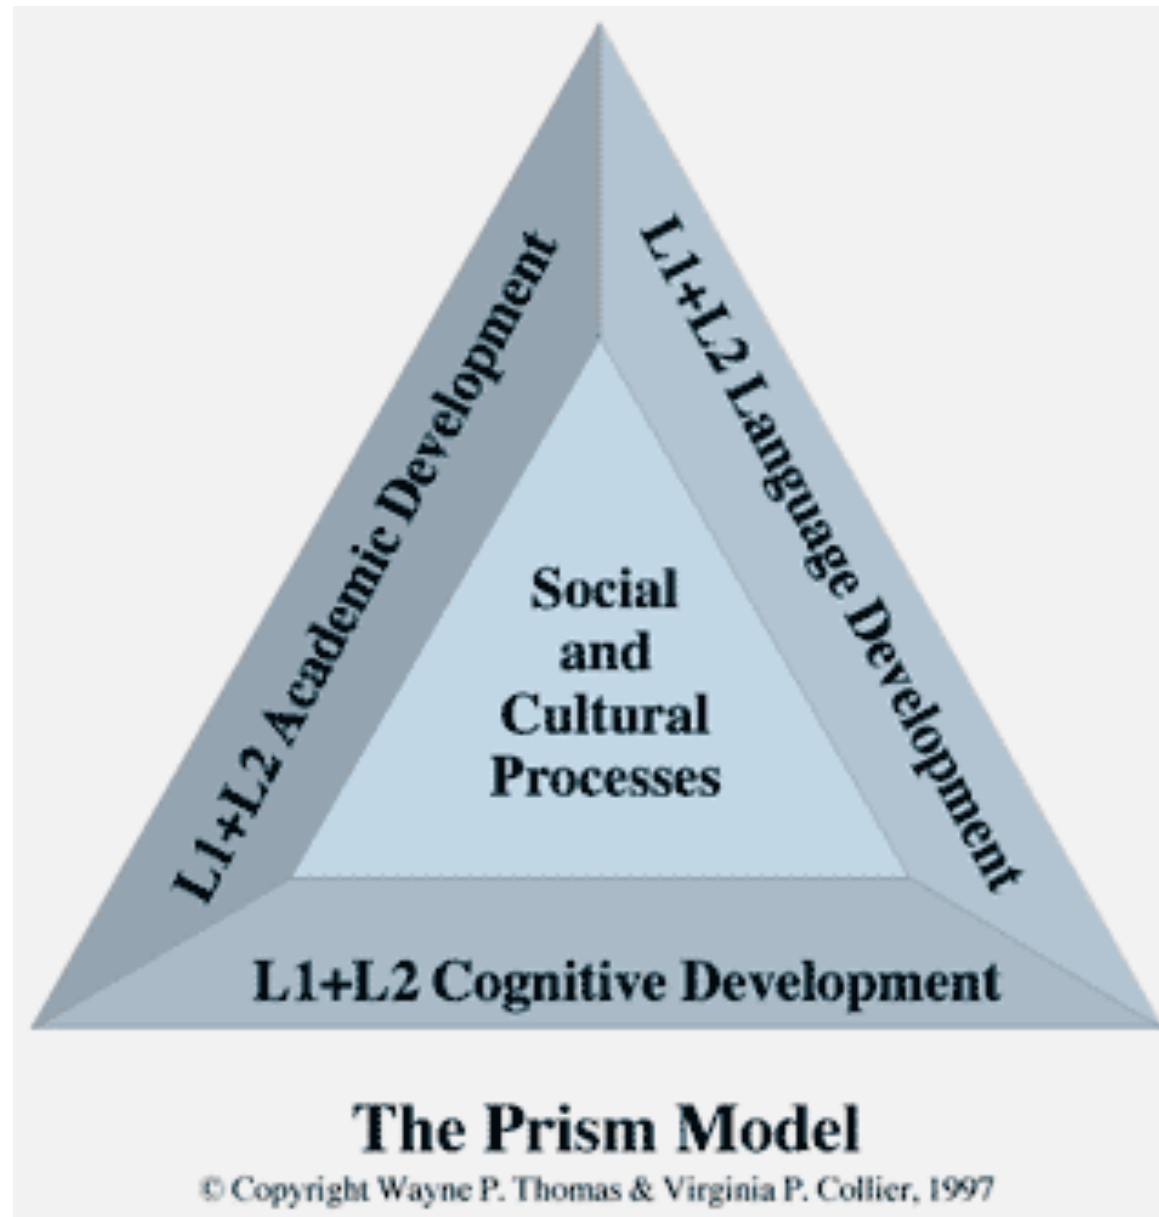 L1+L2 Academic Development
L1+L2 Language Development
Social
and
Cultural
Processes
L1+L2 Cognitive Development
The Prism Model
© Copyright Wayne P. Thomas & Virginia P. Collier, 1997